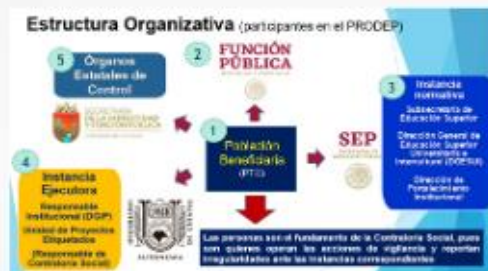 Estructura Organizativa (participantes en el PRODEP)
5
Órganos
Estatales de
Control
2
FUNCIÓN
PÚBLICA
3
Instancia
normativa
Subsecretaría de
Educación Superior
Dirección General de
Educación Superior
Universitaria e
Intercultural (DGESUI)
Dirección de
Fortalecimiento
Institucional
SECRETARÍA
1
Población
Beneficiaria
(PTC)
SEP
4
Instancia
Ejecutora
Responsable
Institucional (DGIP)
Unidad de Proyectos
Etiquetados
(Responsable de
Contraloría Social)
AUTÓNOMA
Las personas son el fundamento de la Contraloría Social, pues
son quienes operan las acciones de vigilancia y reportan
irregularidades ante las instancias correspondientes